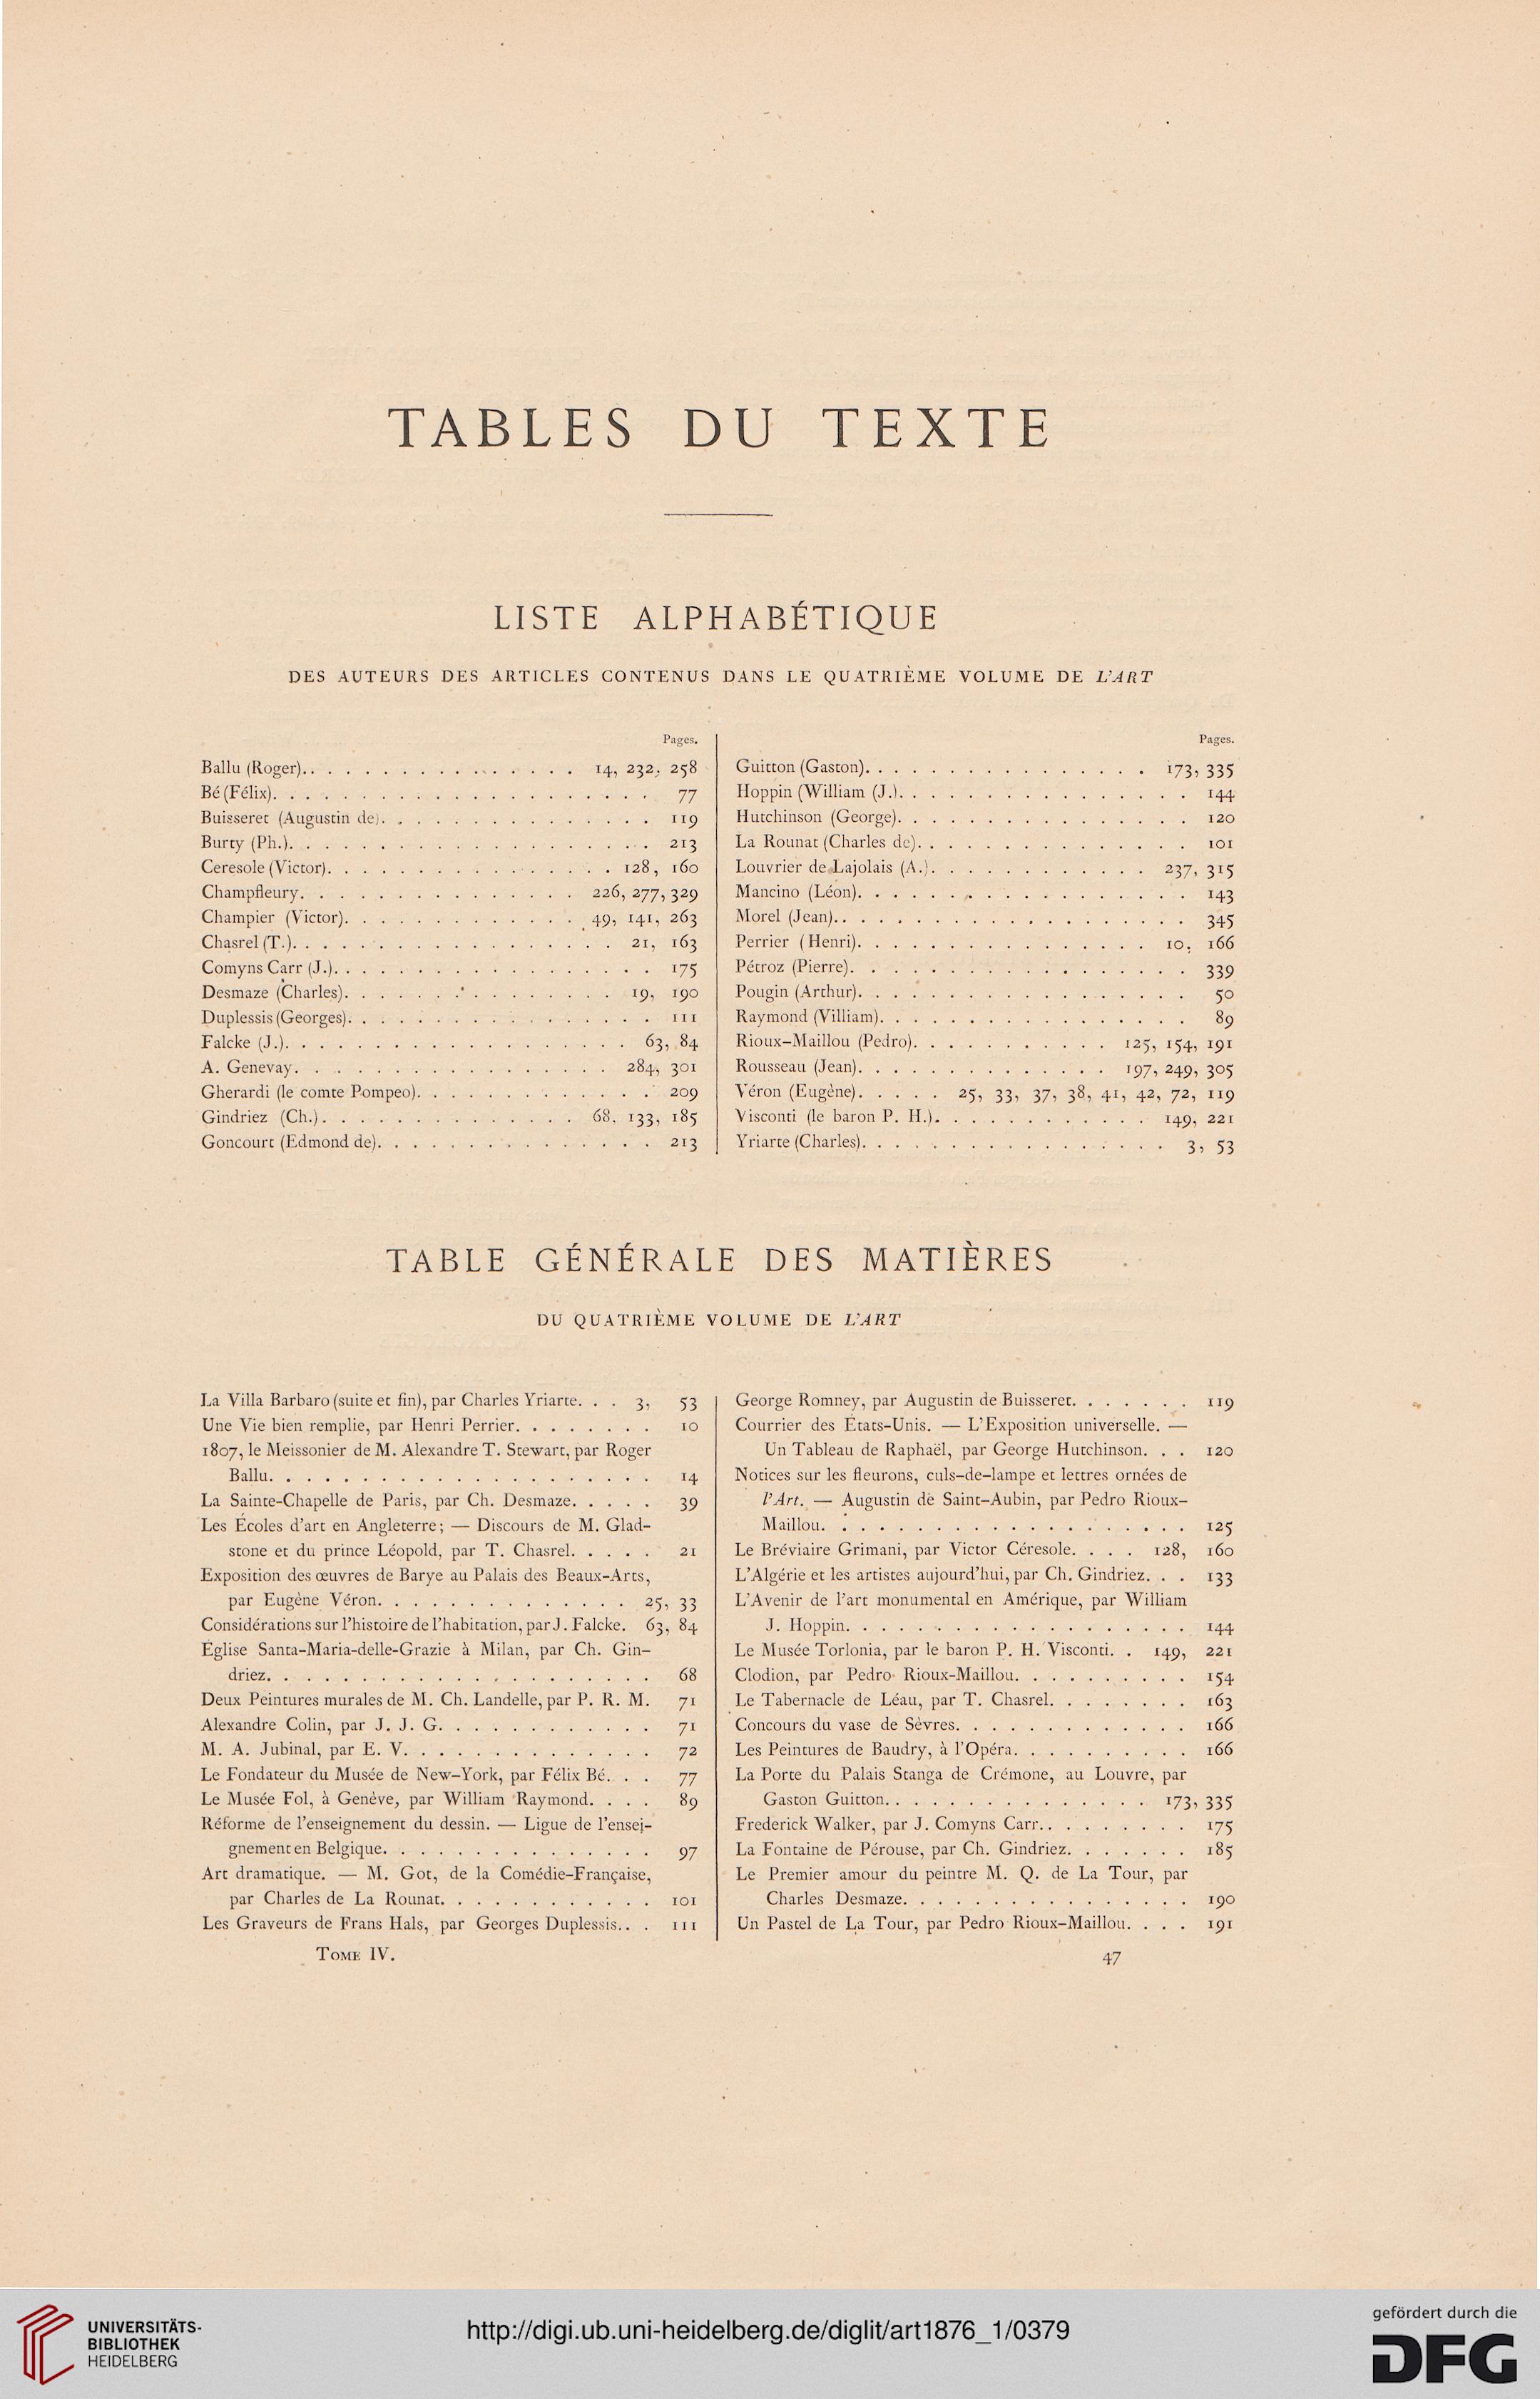 TABLES DU TEXTE
LISTE ALPHABÉTIQUE
DES AUTEURS DES ARTICLES CONTENUS DANS LE QUATRIÈME VOLUME DE L'ART
Pages.
Ballu (Roger). . . . . . . . . . . . . . . . 14, 232, 258
Bé (Félix). . . . . . . . . . . . . . . . . . . . 77
Buisseret (Augustin de). . . . . . . . . . . . . . . 119
Burty (Ph.). . . . . . . . . . . . . . . . . . . 213
Ceresole (Victor). . . . . . . . . . . . . . . . 128, 160
Champfleury. . . . . . . . . . . . . . . 226, 277, 329
Champier (Victor). . . . . . . . . . . . . 49, 141, 263
Chasrel (T.). . . . . . . . . . . . . . . . . . 21, 163
Comyns Carr (J.). . . . . . . . . . . . . . . . . 175
Desmaze (Charles). . . . . . . . . . . . . . . 19, 190
Duplessis (Georges). . . . . . . . . . . . . . . . 111
Falcke (J.). . . . . . . . . . . . . . . . . . . 63, 84
A. Genevay. . . . . . . . . . . . . . . . . . 284, 301
Gherardi (le comte Pompeo). . . . . . . . . . . . . 209
Gindriez (Ch.). . . . . . . . . . . . . . 68, 133, 185
Goncourt (Edmond de). . . . . . . . . . . . . . . 213
Pages.
Guitton (Gaston). . . . . . . . . . . . . . . . 173, 335
Hoppin (William (J.). . . . . . . . . . . . . . . . 144
Hutchinson (George). . . . . . . . . . . . . . . . 120
La Rounat (Charles de). . . . . . . . . . . . . . . 101
Louvrier de Lajolais (A.). . . . . . . . . . . . 237, 315
Mancino (Léon). . . . . . . . . . . . . . . . . . 143
Morel (Jean). . . . . . . . . . . . . . . . . . . 345
Perrier (Henri). . . . . . . . . . . . . . . . 10, 166
Pétroz (Pierre). . . . . . . . . . . . . . . . . . 339
Pougin (Arthur). . . . . . . . . . . . . . . . . . 50
Raymond (Villiam). . . . . . . . . . . . . . . . . 89
Rioux-Maillou (Pedro). . . . . . . . . . . 125, 154, 191
Rousseau (Jean). . . . . . . . . . . . . . 197, 249, 305
Véron (Eugène). . . . . 25, 33, 37, 38, 41, 42, 72, 119
Visconti (le baron P. H.). . . . . . . . . . . . 149, 221
Yriarte (Charles). . . . . . . . . . . . . . . . . 3, 53
TABLE GÉNÉRALE DES MATIÈRES
DU QUATRIÈME VOLUME DE L'ART
La Villa Barbaro (suite et fin), par Charles Yriarte. . . 3, 53
Une Vie bien remplie, par Henri Perrier. . . . . . . . 10
1807, le Meissonier de M. Alexandre T. Stewart, par Roger
Ballu. . . . . . . . . . . . . . . . . . . . 14
La Sainte-Chapelle de Paris, par Ch. Desmaze. . . . . 39
Les Écoles d'art en Angleterre; — Discours de M. Glad-
stone et du prince Léopold, par T. Chasrel. . . . . 21
Exposition des œuvres de Barye au Palais des Beaux-Arts,
par Eugène Véron. . . . . . . . . . . . . . 25, 33
Considérations sur l'histoire de l'habitation, par J. Falcke. 63, 84
Église Santa-Maria-delle-Grazie à Milan, par Ch. Gin-
driez. . . . . . . . . . . . . . . . . . . . 68
Deux Peintures murales de M. Ch. Landelle, par P. R. M. 71
Alexandre Colin, par J. J. G. . . . . . . . . . . . 71
M. A. Jubinal, par E. V. . . . . . . . . . . . . . 72
Le Fondateur du Musée de New-York, par Félix Bé. . . 77
Le Musée Fol, à Genève, par William Raymond. . . . 89
Réforme de l'enseignement du dessin. — Ligue de l'ensei-
gnement en Belgique. . . . . . . . . . . . . . . 97
Art dramatique. — M. Got, de la Comédie-Française,
par Charles de La Rounat. . . . . . . . . . . . 101
Les Graveurs de Frans Hals, par Georges Duplessis. . . 111
George Romney, par Augustin de Buisseret. . . . . . . 119
Courrier des États-Unis. — L'Exposition universelle. —
Un Tableau de Raphaël, par George Hutchinson. . . 120
Notices sur les fleurons, culs-de-lampe et lettres ornées de
l'Art. — Augustin de Saint-Aubin, par Pedro Rioux-
Maillou. . . . . . . . . . . . . . . . . . . . 125
Le Bréviaire Grimani, par Victor Céresole. . . . 128, 160
L'Algérie et les artistes aujourd'hui, par Ch. Gindriez. . . 133
L'Avenir de l'art monumental en Amérique, par William
J. Hoppin. . . . . . . . . . . . . . . . . . . 144
Le Musée Torlonia, par le baron P. H. Visconti. . 149, 221
Clodion, par Pedro Rioux-Maillou. . . . . . . . . . 154
Le Tabernacle de Léau, par T. Chasrel. . . . . . . . 163
Concours du vase de Sèvres. . . . . . . . . . . . . 166
Les Peintures de Baudry, à l'Opéra. . . . . . . . . . 166
La Porte du Palais Stanga de Crémone, au Louvre, par
Gaston Guitton. . . . . . . . . . . . . . . 173, 335
Frederick Walker, par J. Comyns Carr. . . . . . . . . 175
La Fontaine de Pérouse, par Ch. Gindriez. . . . . . . 185
Le Premier amour du peintre M. Q. de La Tour, par
Charles Desmaze. . . . . . . . . . . . . . . . 190
Un Pastel de La Tour, par Pedro Rioux-Maillou. . . . 191
TOME IV.
47
UNIVERSITÄTS-
BIBLIOTHEK
HEIDELBERG
http://digi.ub.uni-heidelberg.de/diglit/art1876_1/0379
gefördert durch die
DFG